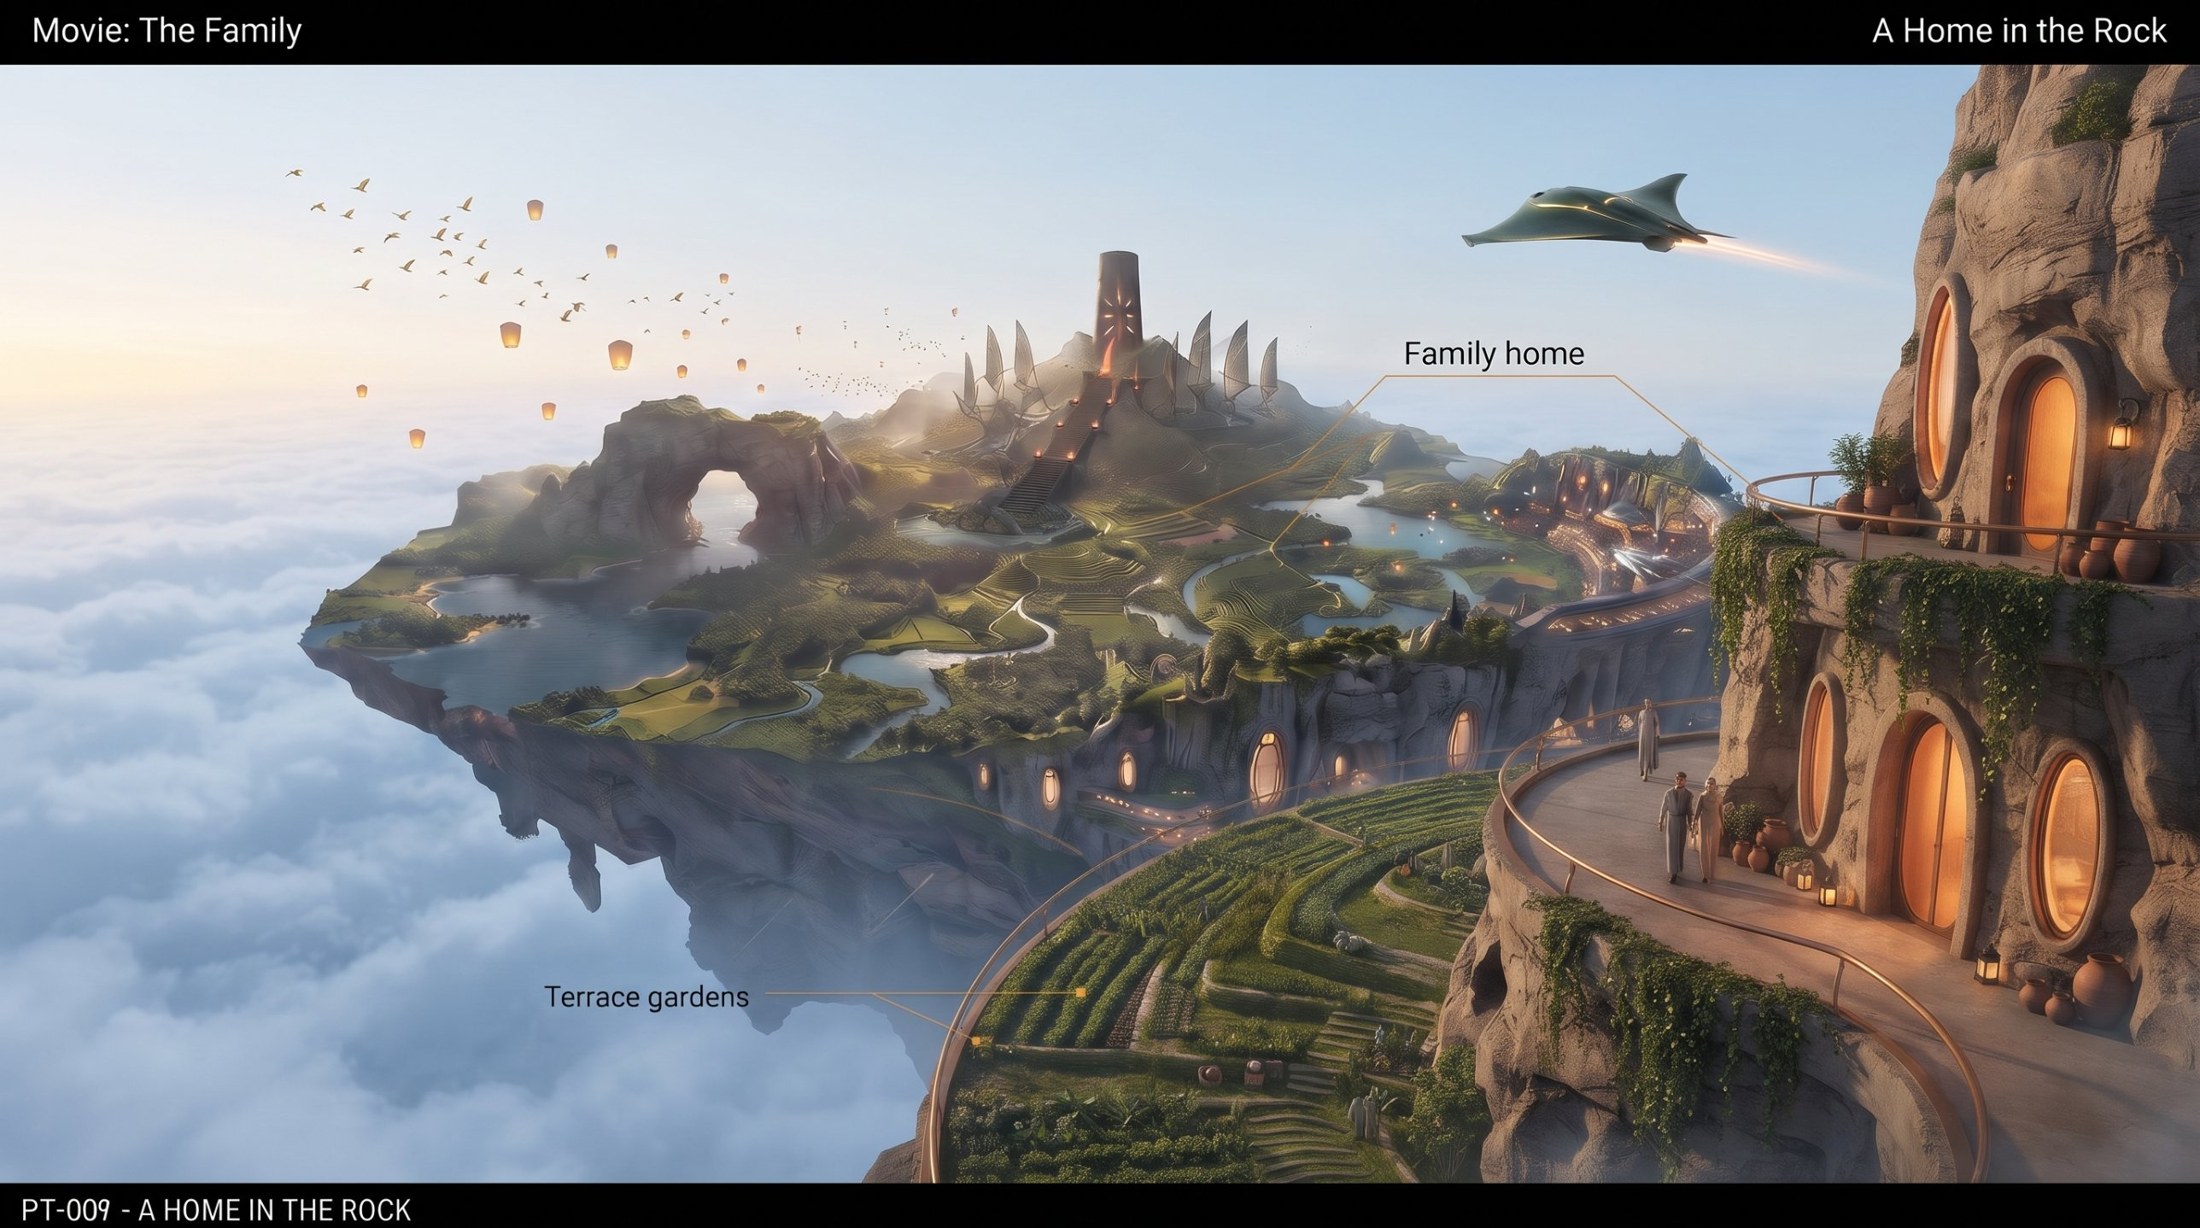 Movie: The Family
A Home in the Rock
Family home
Terrace gardens
PT-009 - A HOME IN THE ROCK